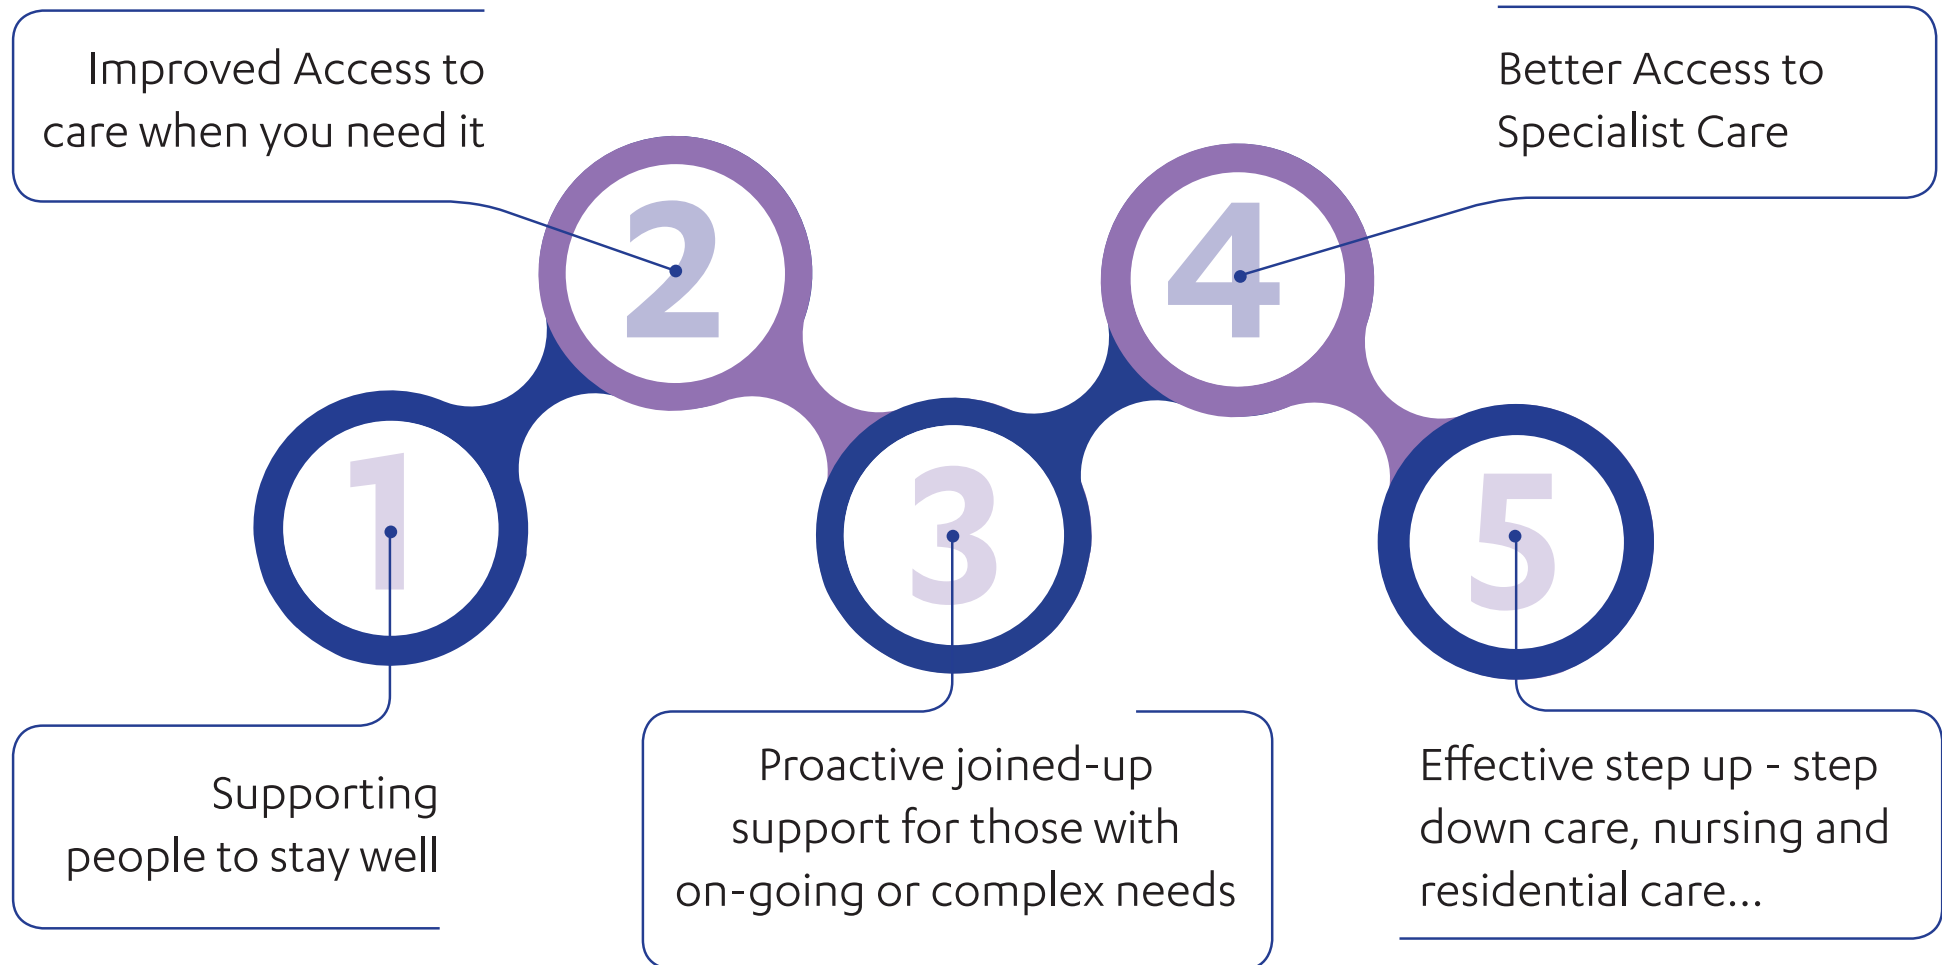 Improved Access to
care when you need it
Better Access to
Specialist Care
2
4
1
3
5
Supporting
people to stay well
Proactive joined-up
support for those with
on-going or complex needs
Effective step up - step
down care, nursing and
residential care...